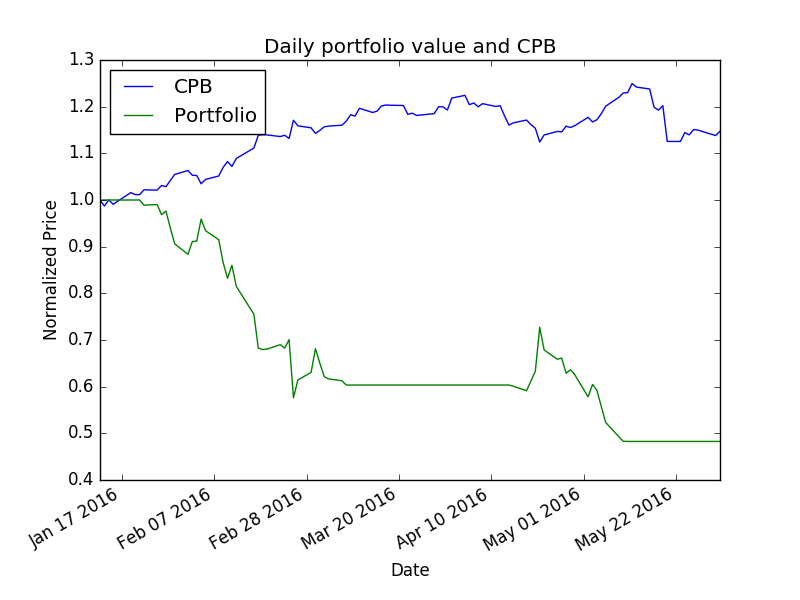 Daily portfolio value and CPB
CPB
Portfolio
1.3
1.2
1.1
1.0
0.9
0.8
0.7
0.6
0.5
0.4
Normalized Price
Jan 17 2016
Feb 07 2016
Feb 28 2016
Mar 20 2016
Apr 10 2016
May 01 2016
May 22 2016
Date